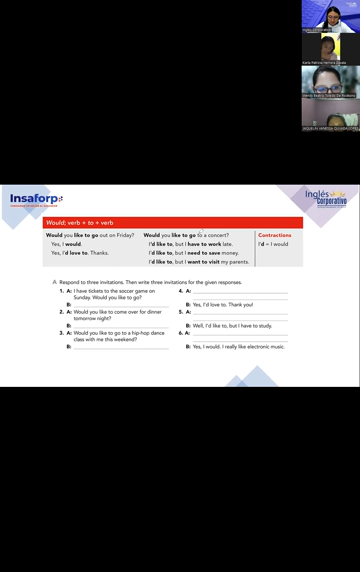 Insaforp
Inglés
Corporativo
Would; verb + to + verb
Would you like to go out on Friday?
Yes, I would.
Yes, I'd love to. Thanks.
Would you like to go to a concert?
I'd like to, but I have to work late.
I'd like to, but I need to save money.
I'd like to, but I want to visit my parents.
Contractions
I'd = I would
A Respond to three invitations. Then write three invitations for the given responses.
1. A: I have tickets to the soccer game on
Sunday. Would you like to go?
B:
2. A: Would you like to come over for dinner
tomorrow night?
B:
3. A: Would you like to go to a hip-hop dance
class with me this weekend?
B:
4. A:
B: Yes, I'd love to. Thank you!
5. A:
B: Well, I'd like to, but I have to study.
6. A:
B: Yes, I would. I really like electronic music.